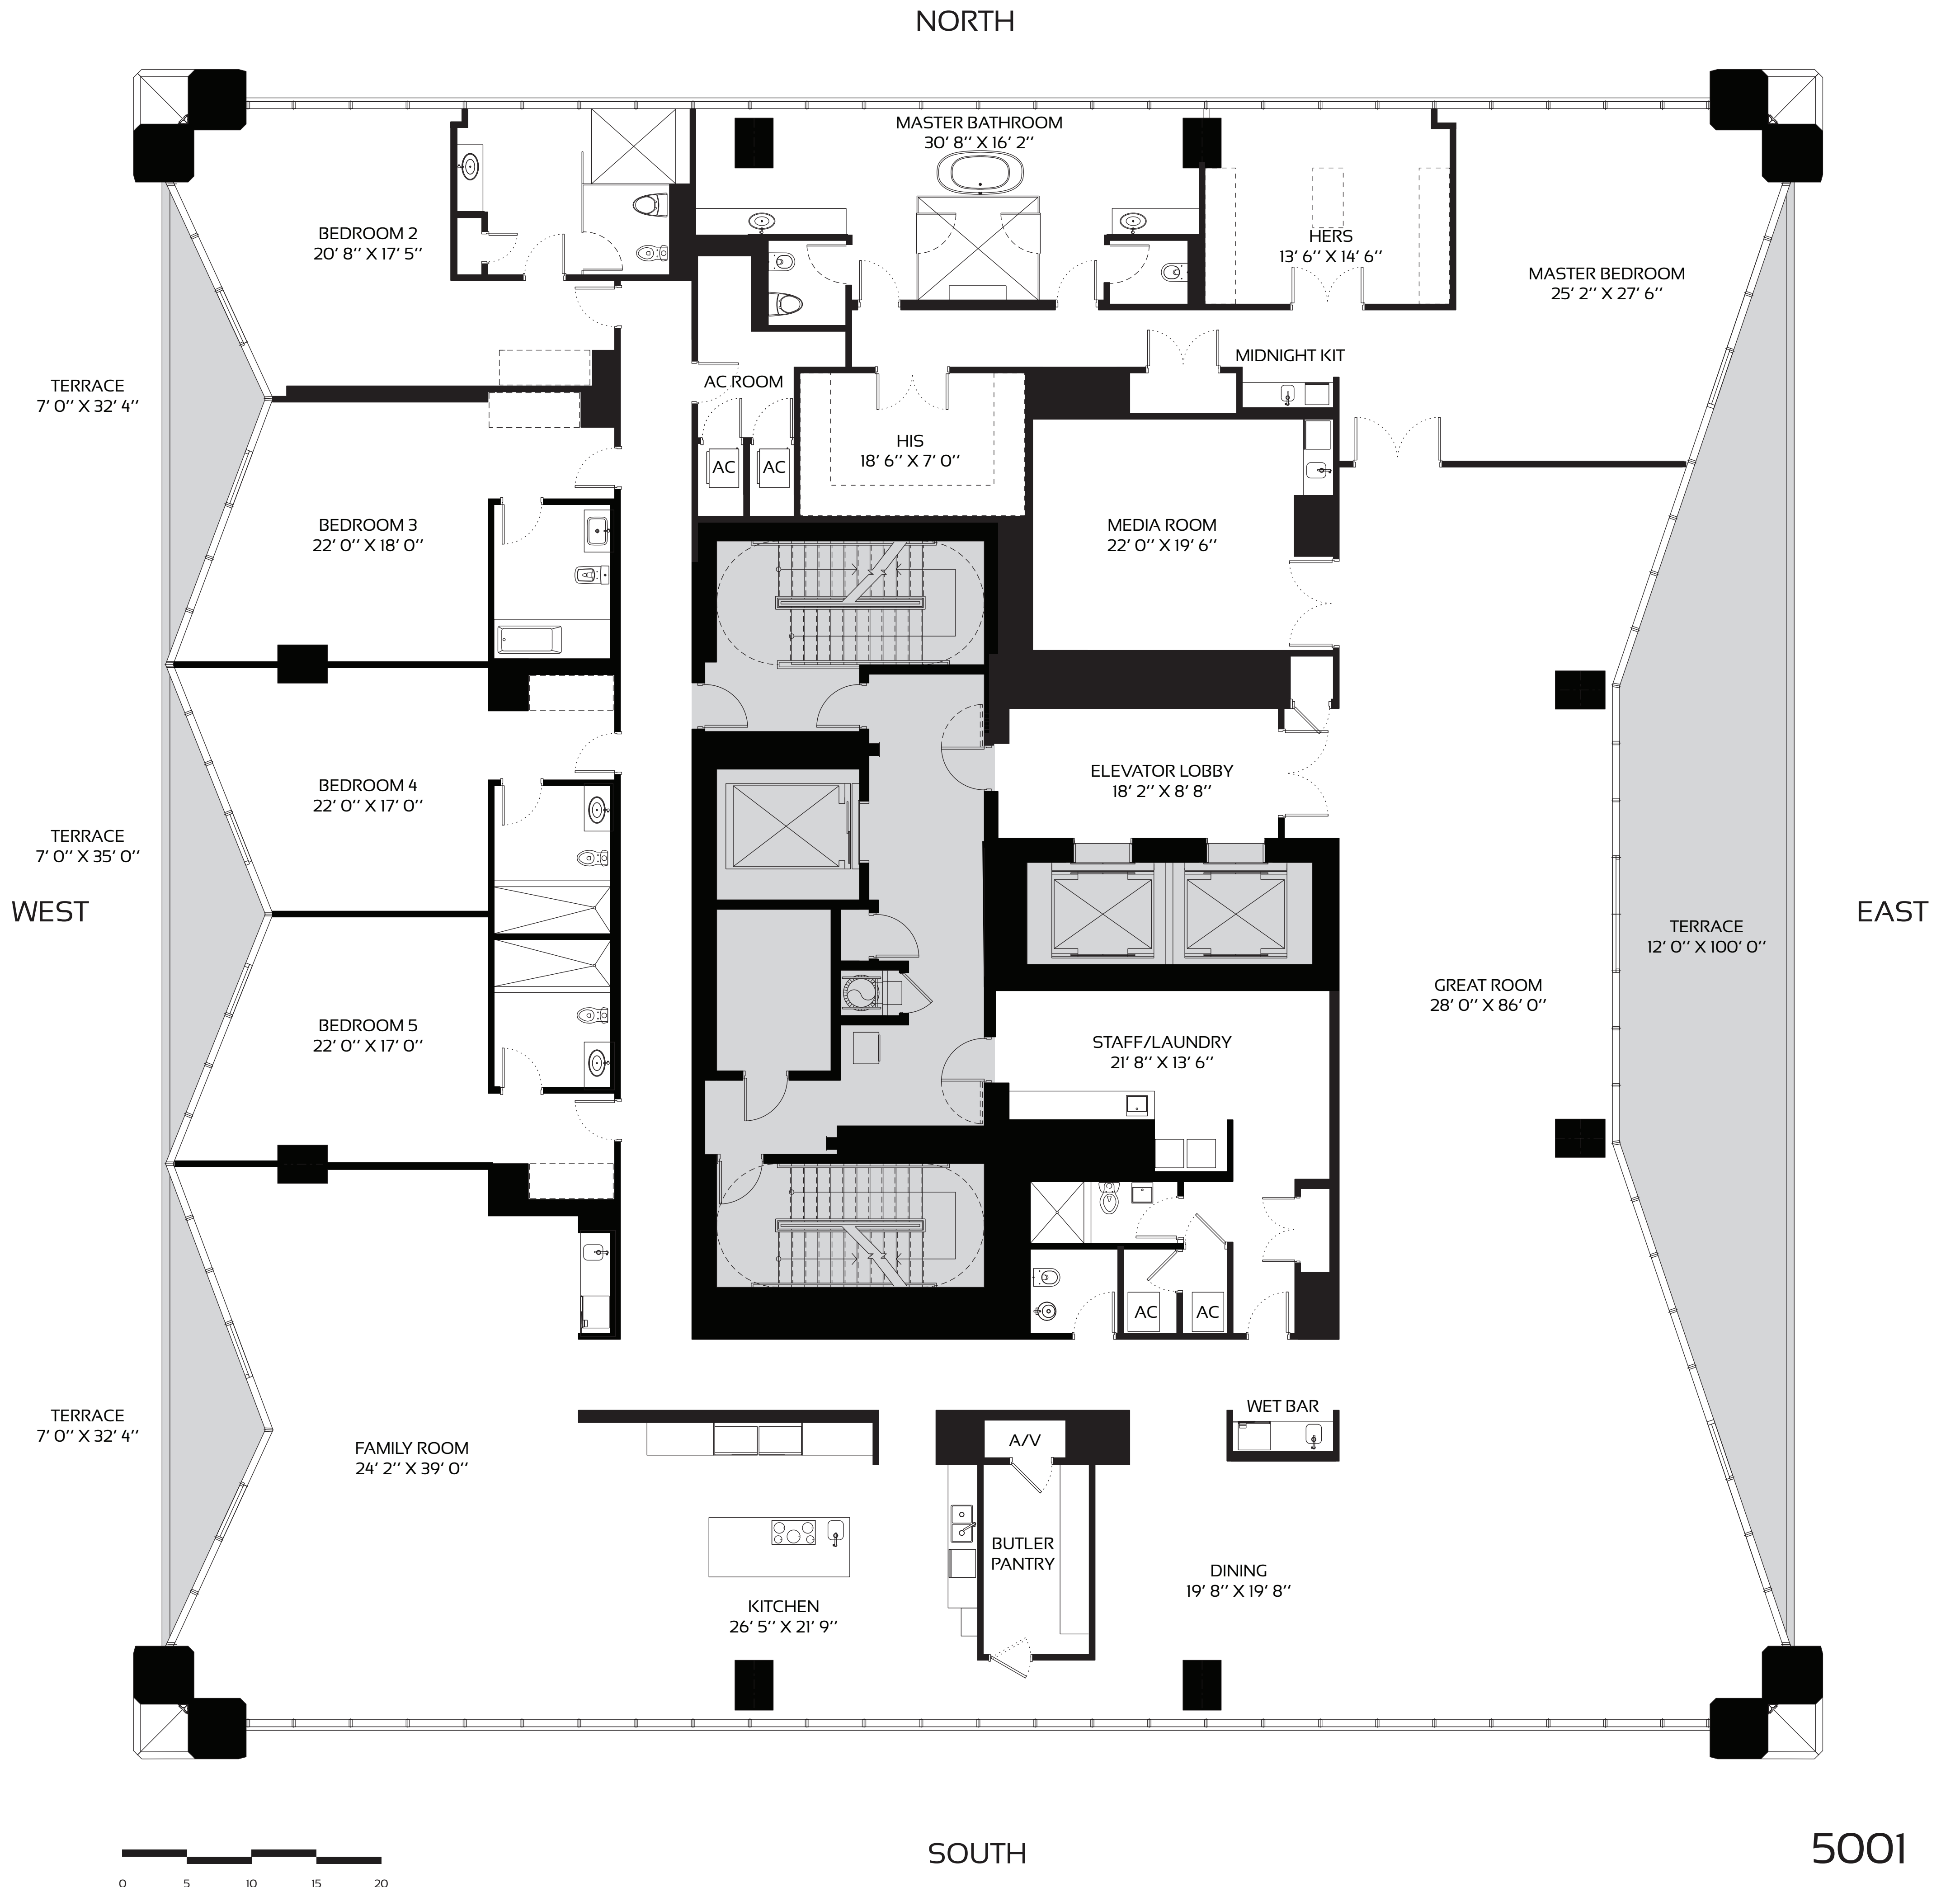 NORTH
MASTER BATHROOM
30' 8'' X 16' 2''
BEDROOM 2
20' 8'' X 17' 5''
HERS
13' 6'' X 14' 6''
MASTER BEDROOM
25' 2'' X 27' 6''
MIDNIGHT KIT
TERRACE
7' 0'' X 32' 4''
AC ROOM
HIS
18' 6'' X 7' 0''
AC
AC
BEDROOM 3
22' 0'' X 18' 0''
MEDIA ROOM
22' 0'' X 19' 6''
BEDROOM 4
22' 0'' X 17' 0''
ELEVATOR LOBBY
18' 2'' X 8' 8''
TERRACE
7' 0'' X 35' 0''
WEST
EAST
TERRACE
12' 0'' X 100' 0''
GREAT ROOM
28' 0'' X 86' 0''
BEDROOM 5
22' 0'' X 17' 0''
STAFF/LAUNDRY
21' 8'' X 13' 6''
AC
AC
WET BAR
TERRACE
7' 0'' X 32' 4''
FAMILY ROOM
24' 2'' X 39' 0''
A/V
BUTLER
PANTRY
DINING
19' 8'' X 19' 8''
KITCHEN
26' 5'' X 21' 9''
SOUTH
5001
0 5 10 15 20